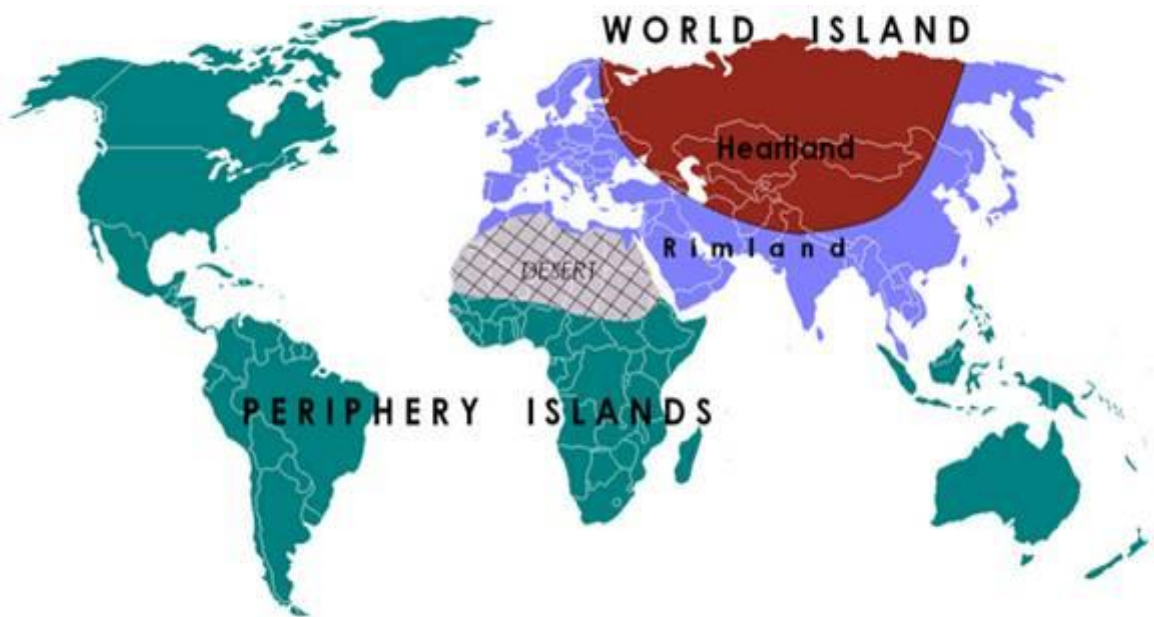 WORLD ISLAND
Heartland
Rimland
DESERT
PERIPHERY ISLANDS